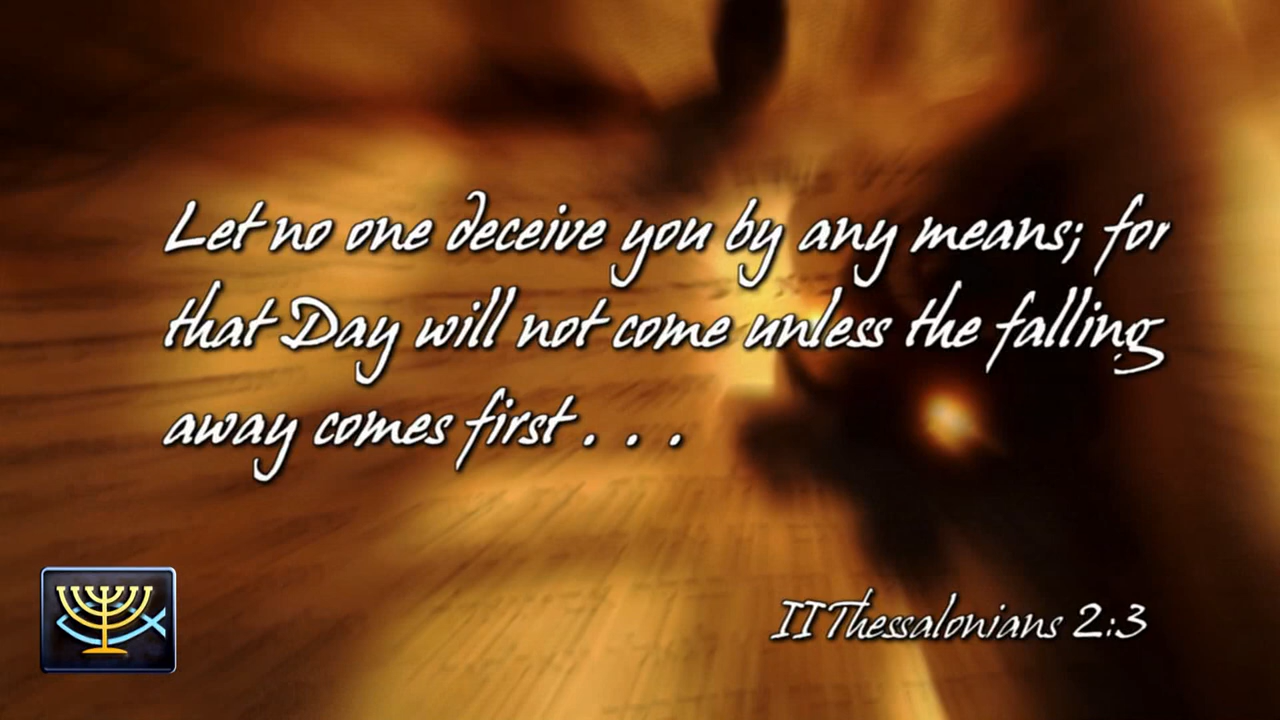 Let no one deceive you by any means; for
that Day will not come unless the falling
away comes first . . .
II Thessalonians 2:3